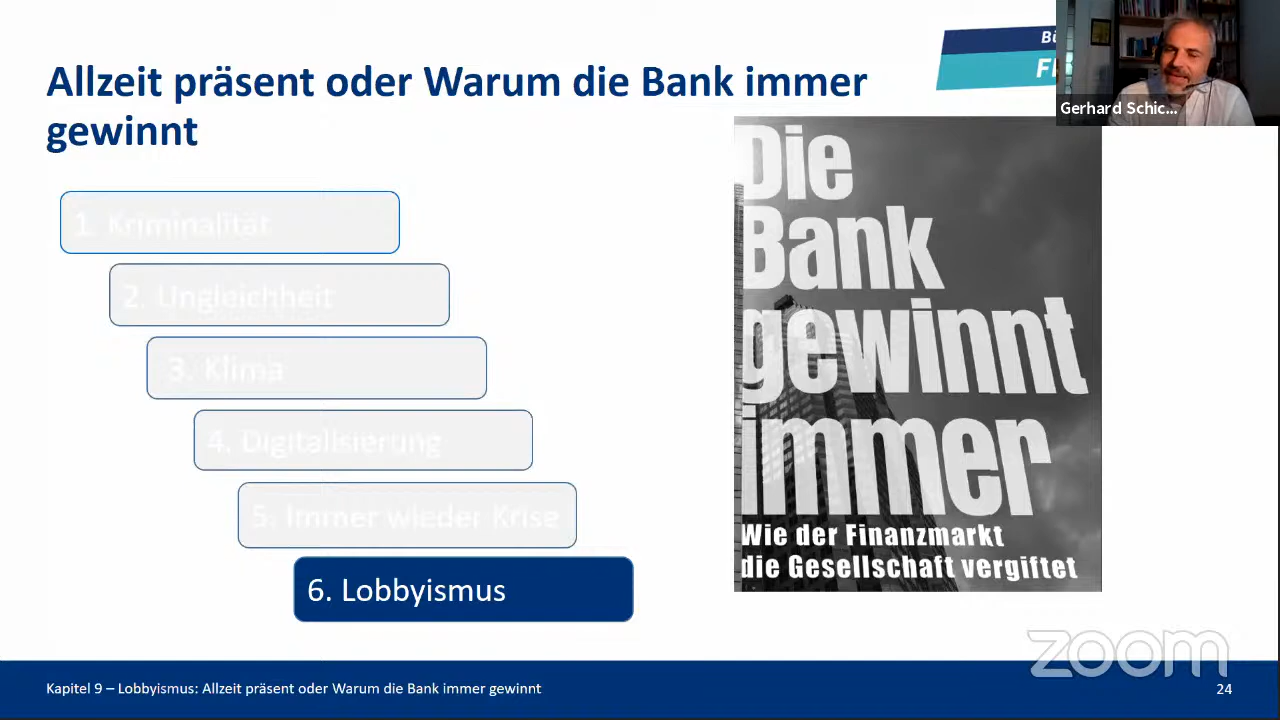 Allzeit präsent oder Warum die Bank immer
gewinnt
Gerhard Schic...
1. Kriminalität
2. Ungleichheit
3. Klima
4. Digitalisierung
5. Immer wieder Krise
6. Lobbyismus
Die
Bank
gewinnt
immer
Wie der Finanzmarkt
die Gesellschaft vergiftet
zoom
Kapitel 9 – Lobbyismus: Allzeit präsent oder Warum die Bank immer gewinnt
24